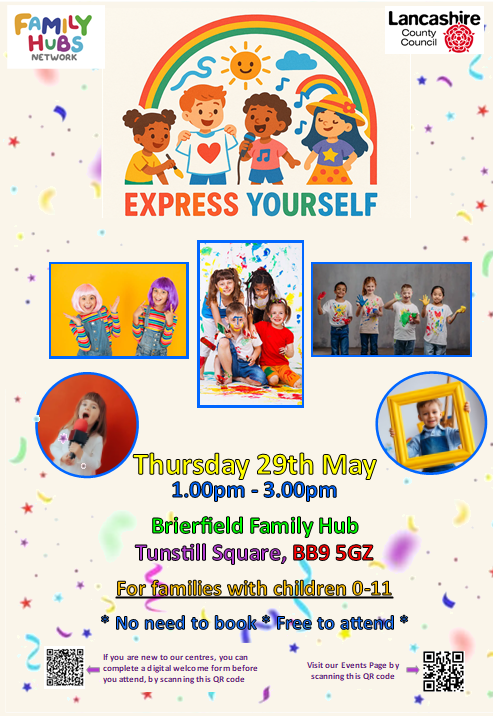 FAMILY
HUBS
NETWORK
Lancashire
County
Council
EXPRESS YOURSELF
Thursday 29th May
1.00pm - 3.00pm
Brierfield Family Hub
Tunstill Square, BB9 5GZ
For families with children 0-11
* No need to book * Free to attend *
If you are new to our centres, you can
complete a digital welcome form before
you attend, by scanning this QR code
Visit our Events Page by
scanning this QR code